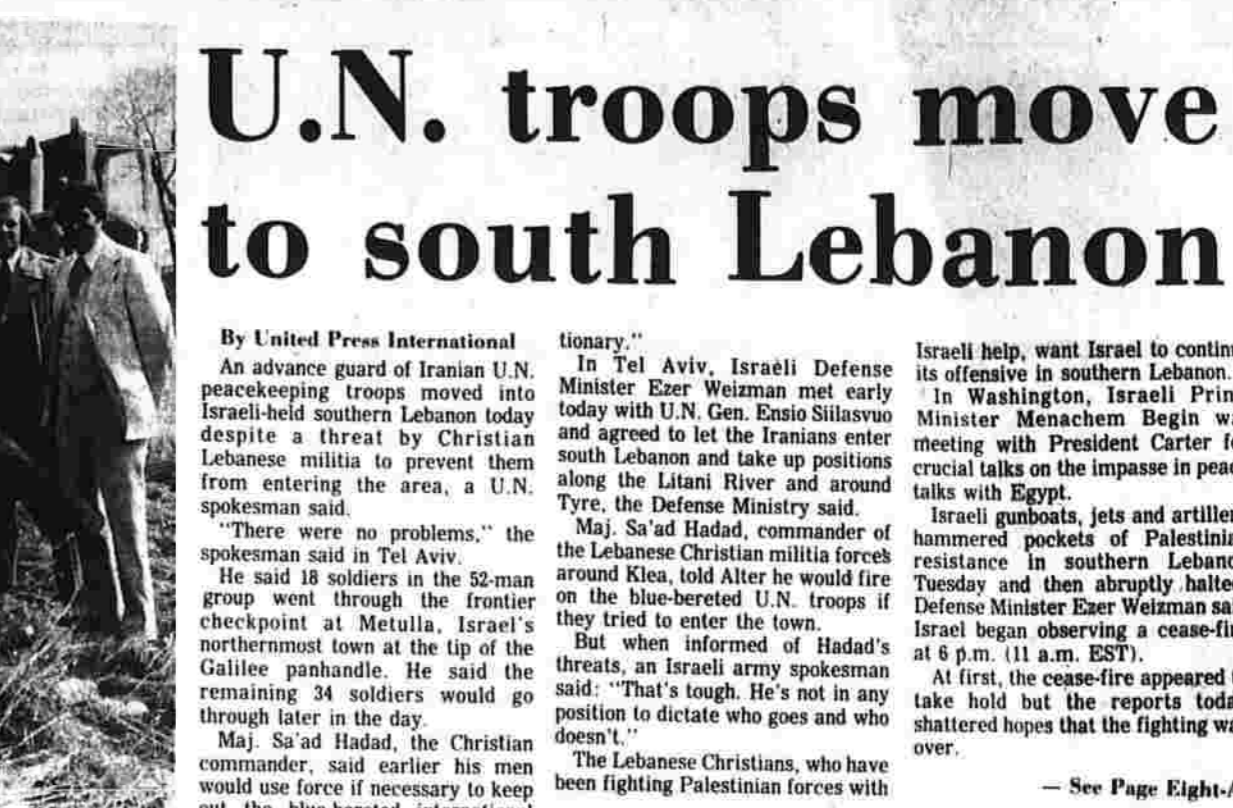 U.N. troops move
to south Lebanon
By United Press International
An advance guard of Iranian U.N.
peacekeeping troops moved into
Israeli-held southern Lebanon today
despite a threat by Christian
Lebanese militia to prevent them
from entering the area, a U.N.
spokesman said.
"There were no problems," the
spokesman said in Tel Aviv.
He said 18 soldiers in the 52-man
group went through the frontier
checkpoint at Metulla, Israel's
northernmost town at the tip of the
Galilee panhandle. He said the
remaining 34 soldiers would go
through later in the day.
Maj. Sa'ad Hadad, the Christian
commander, said earlier his men
would use force if necessary to keep
out the blue-bereted international
tionary."
In Tel Aviv, Israeli Defense
Minister Ezer Weizman met early
today with U.N. Gen. Ensio Siilasvuo
and agreed to let the Iranians enter
south Lebanon and take up positions
along the Litani River and around
Tyre, the Defense Ministry said.
Maj. Sa'ad Hadad, commander of
the Lebanese Christian militia forces
around Klea, told Alter he would fire
on the blue-bereted U.N. troops if
they tried to enter the town.
But when informed of Hadad's
threats, an Israeli army spokesman
said: "That's tough. He's not in any
position to dictate who goes and who
doesn't."
The Lebanese Christians, who have
been fighting Palestinian forces with
Israeli help, want Israel to
its offensive in southern Lebanon.
In Washington, Israeli
Minister Menachem Begin
meeting with President Carter
crucial talks on the impasse in
talks with Egypt.
Israeli gunboats, jets and
hammered pockets of
resistance in southern
Tuesday and then abruptly
Defense Minister Ezer Weizman
Israel began observing a
at 6 p.m. (11 a.m. EST).
At first, the cease-fire appeared
take hold but the reports
shattered hopes that the fighting
over.
— See Page Eight-